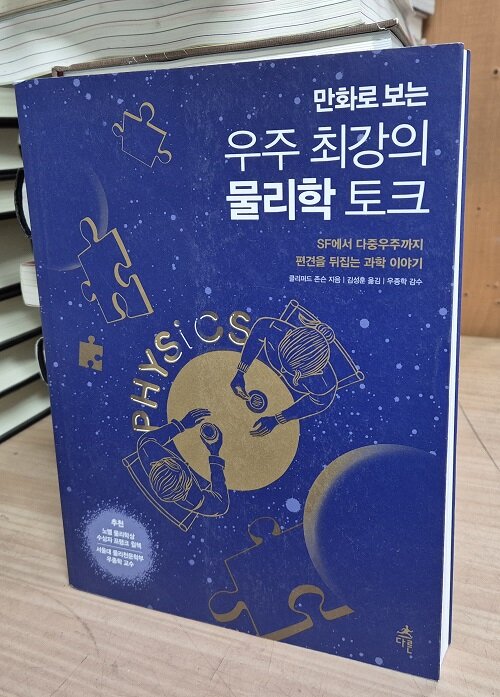 만화로 보는
우주 최강의
물리학 토크
SF에서 다중우주까지
편견을 뒤집는 과학 이야기
클리퍼드 존슨 지음 | 김성훈 옮김 | 우종학 감수
PHYSiCS
추천
노벨 물리학상
수상자 프랭크 윌첵
서울대 물리천문학부
우종학 교수
다른